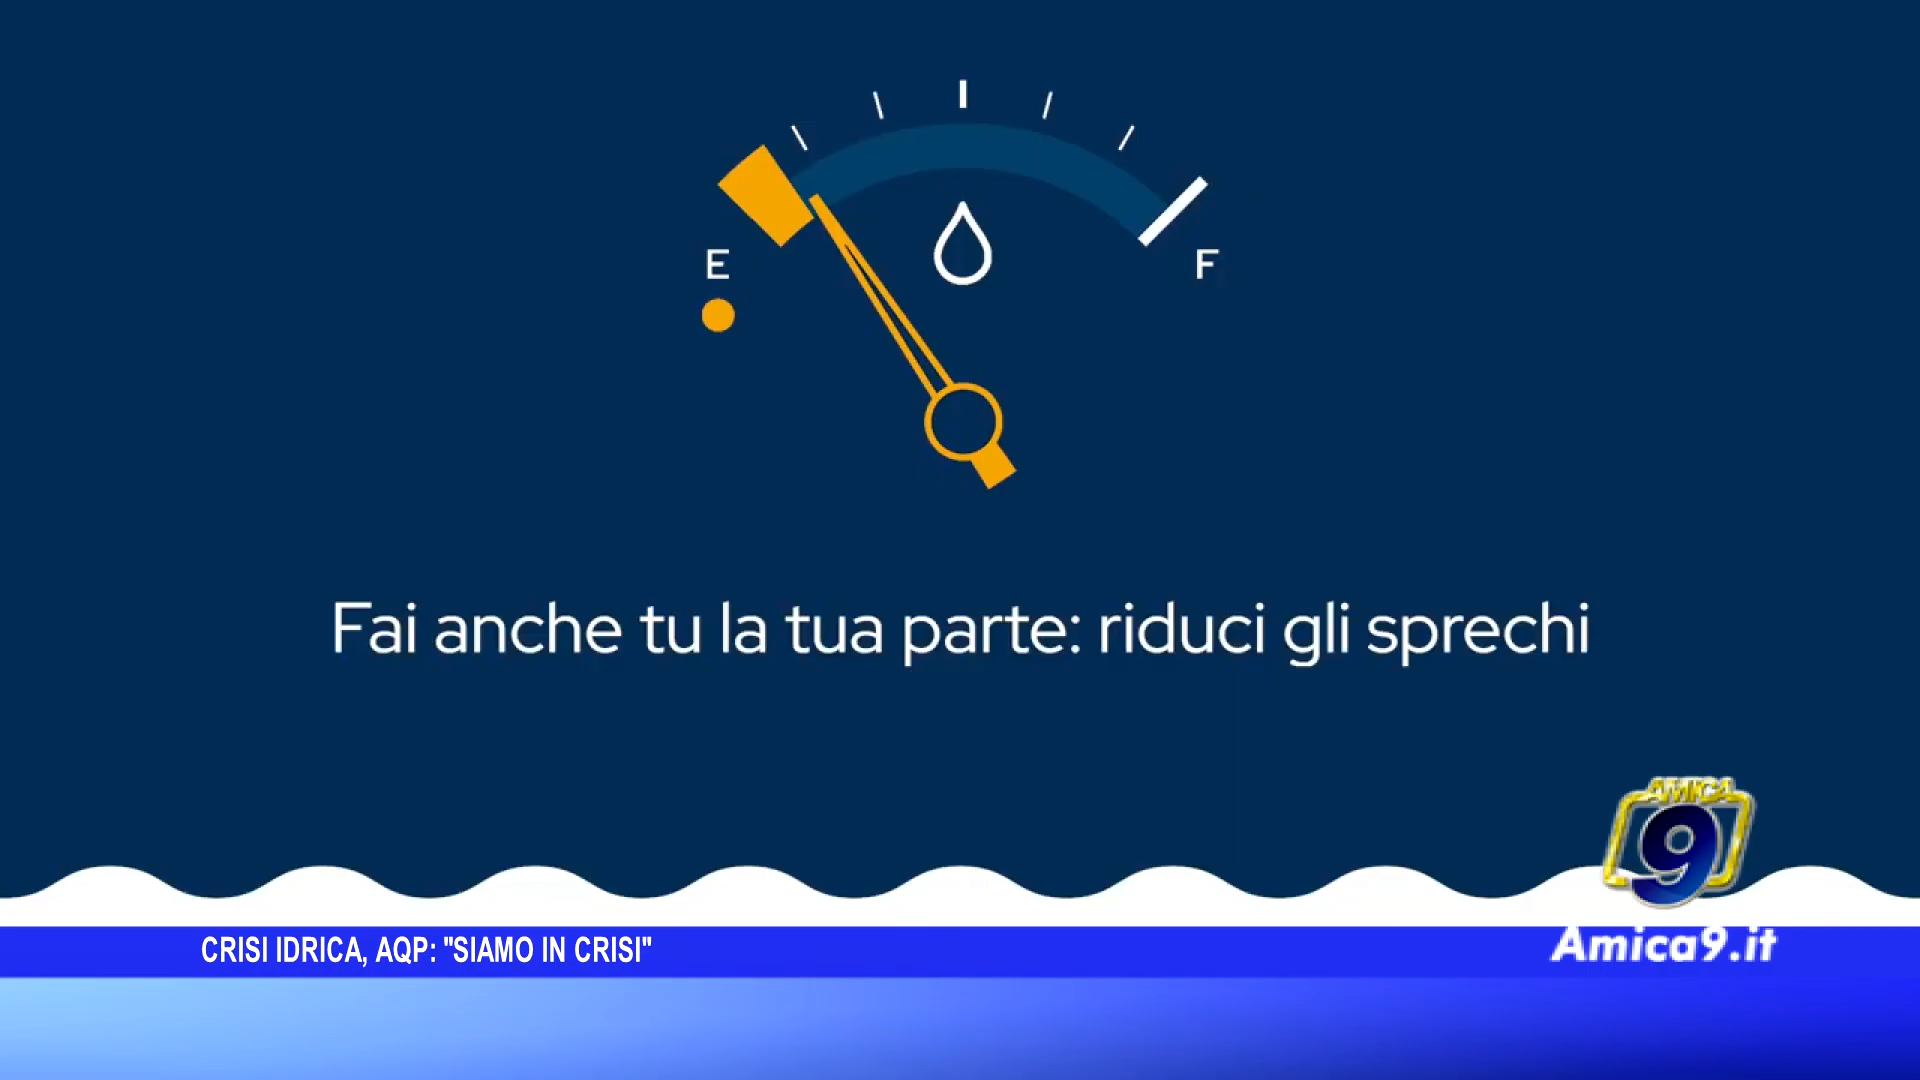 E
F
Fai anche tu la tua parte: riduci gli sprechi
AMICA
9
CRISI IDRICA, AQP: "SIAMO IN CRISI"
Amica9.it